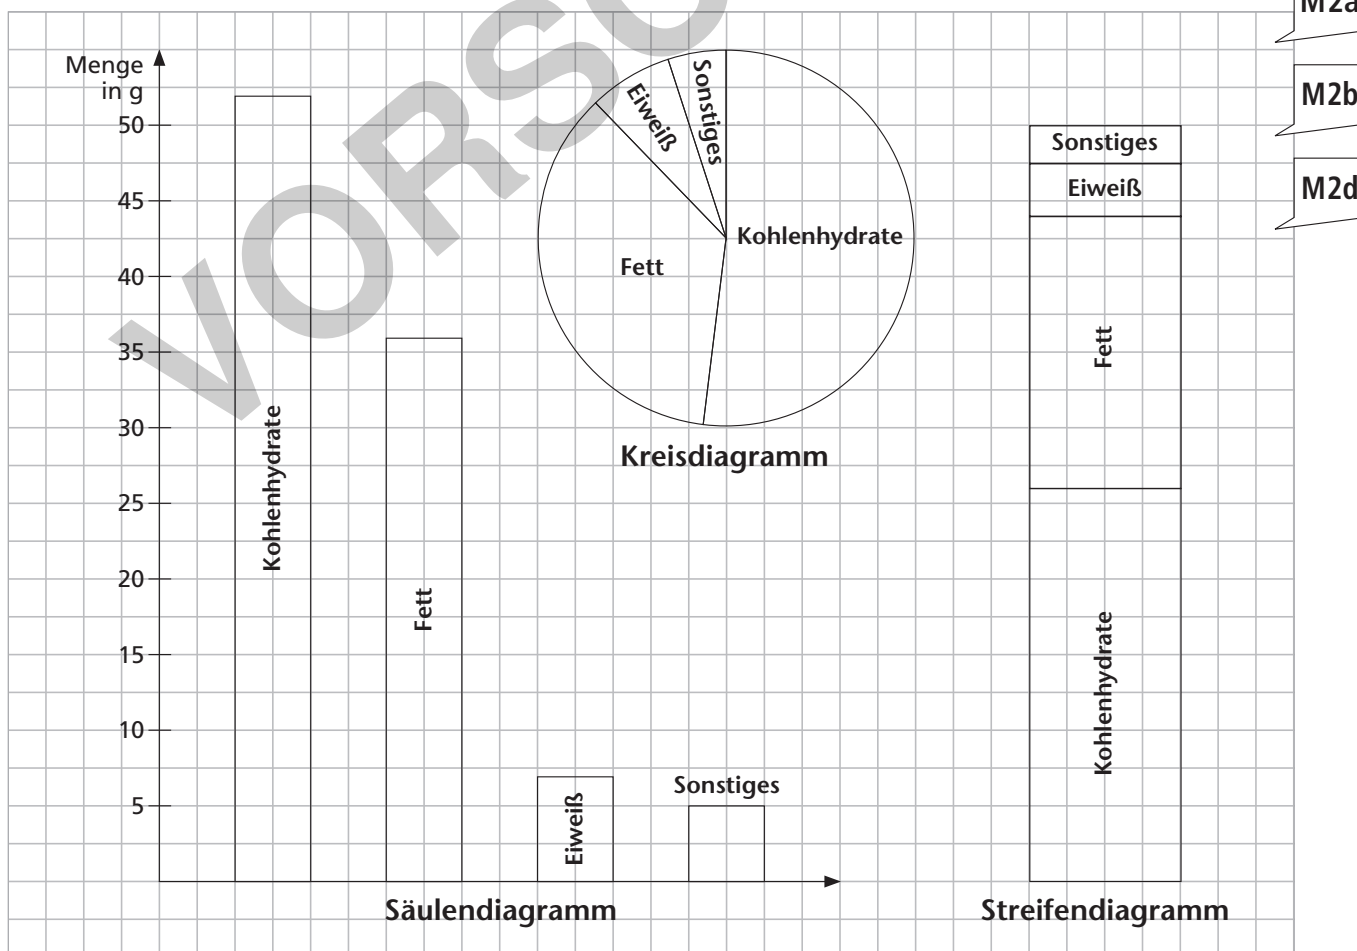 M2a
M2b
M2d
Menge
in g
50
45
40
35
30
25
20
15
10
5
Kohlenhydrate
Fett
Eiweiß
Sonstiges
Säulendiagramm
Sonstiges
Eiweiß
Kohlenhydrate
Fett
Kreisdiagramm
Sonstiges
Eiweiß
Fett
Kohlenhydrate
Streifendiagramm
VORSC